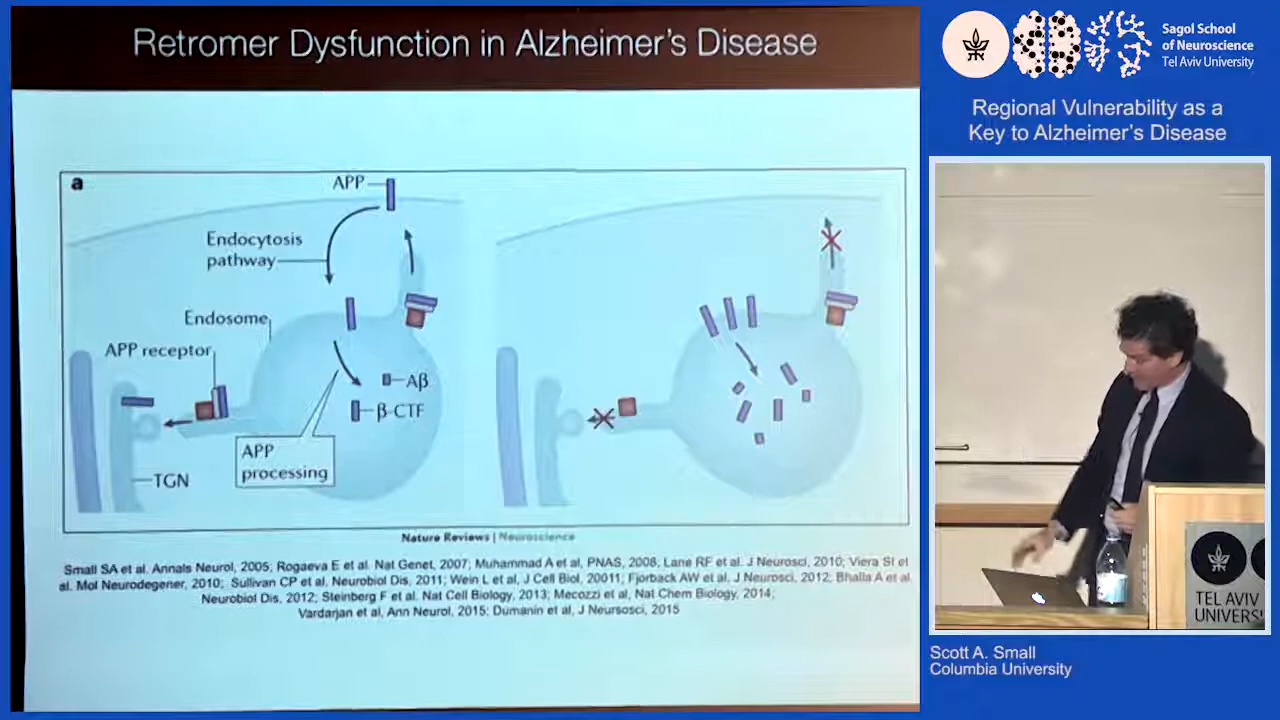 Retromer Dysfunction in Alzheimer's Disease
a
APP
Endocytosis
pathway
Endosome
APP receptor
Aβ
β-CTF
APP
processing
TGN
Nature Reviews | Neuroscience
Small SA et al. Annals Neurol, 2005; Rogaeva E et al. Nat Genet, 2007; Muhammad A et al, PNAS, 2008, Lane RF et al. J Neurosci, 2010; Viera SI et
al. Mol Neurodegener, 2010; Sullivan CP et al, Neurobiol Dis, 2011; Wein L et al, J Cell Biol, 20011; Fjorback AW et al. J Neurosci, 2012; Bhalla A et al
Neurobiol Dis, 2012; Steinberg F et al. Nat Cell Biology, 2013; Mecozzi et al, Nat Chem Biology, 2014;
Vardarjan et al, Ann Neurol, 2015; Dumanin et al, J Neursosci, 2015
Sagol School
of Neuroscience
Tel Aviv University
Regional Vulnerability as a
Key to Alzheimer's Disease
TEL AVIV
UNIVERSI
Scott A. Small
Columbia University